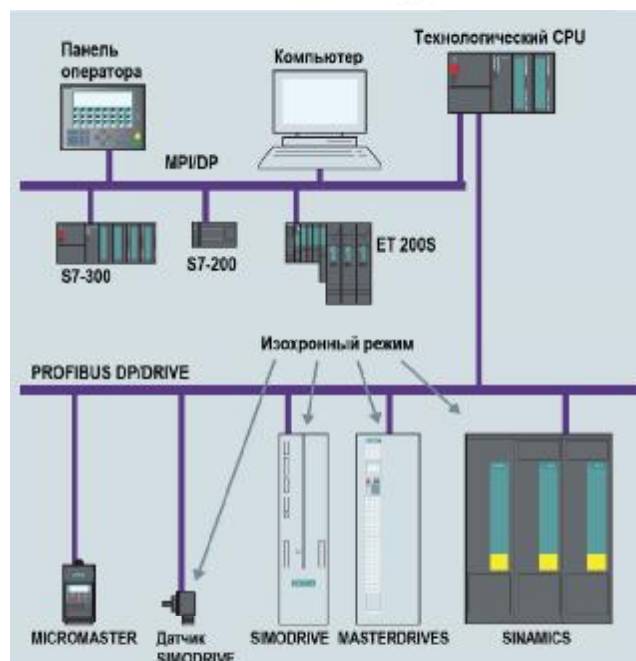 Панель
оператора
Компьютер
Технологический CPU
MPI/DP
S7-300
S7-200
ET 200S
Изохронный режим
PROFIBUS DP/DRIVE
MICROMASTER
Датчик
SIMODRIVE
SIMODRIVE
MASTERDRIVES
SINAMICS